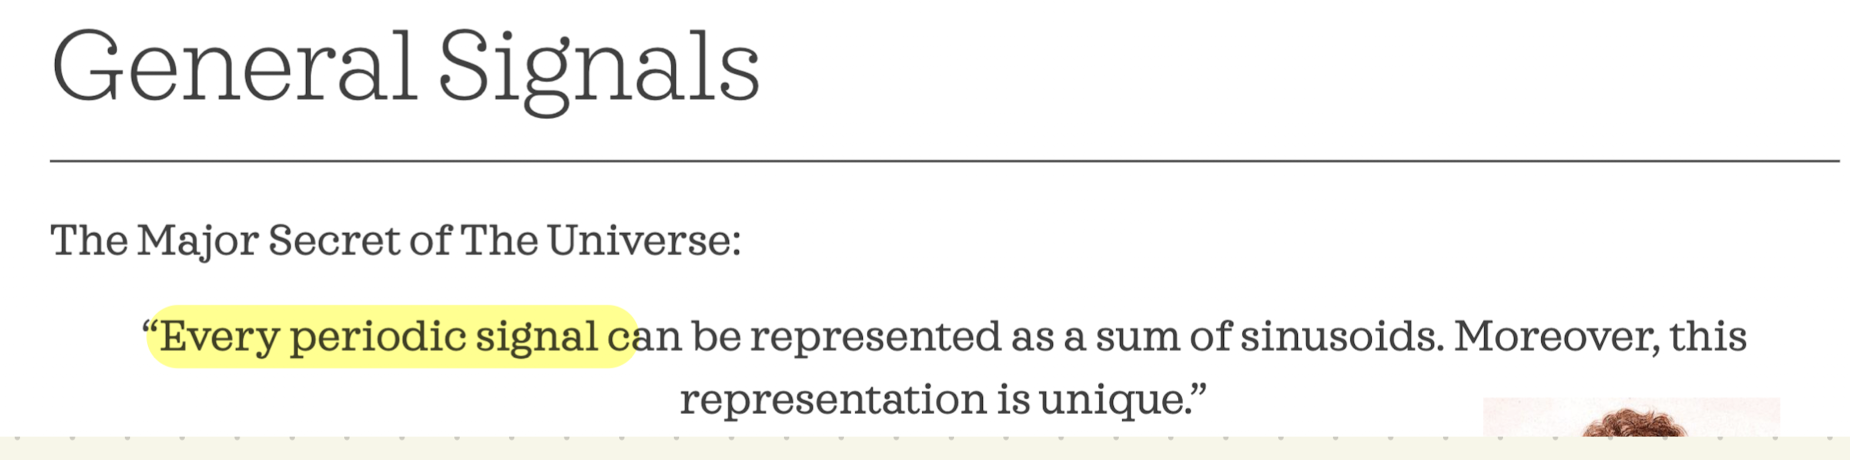 General Signals
The Major Secret of The Universe:
“Every periodic signal can be represented as a sum of sinusoids. Moreover, this
representation is unique.”